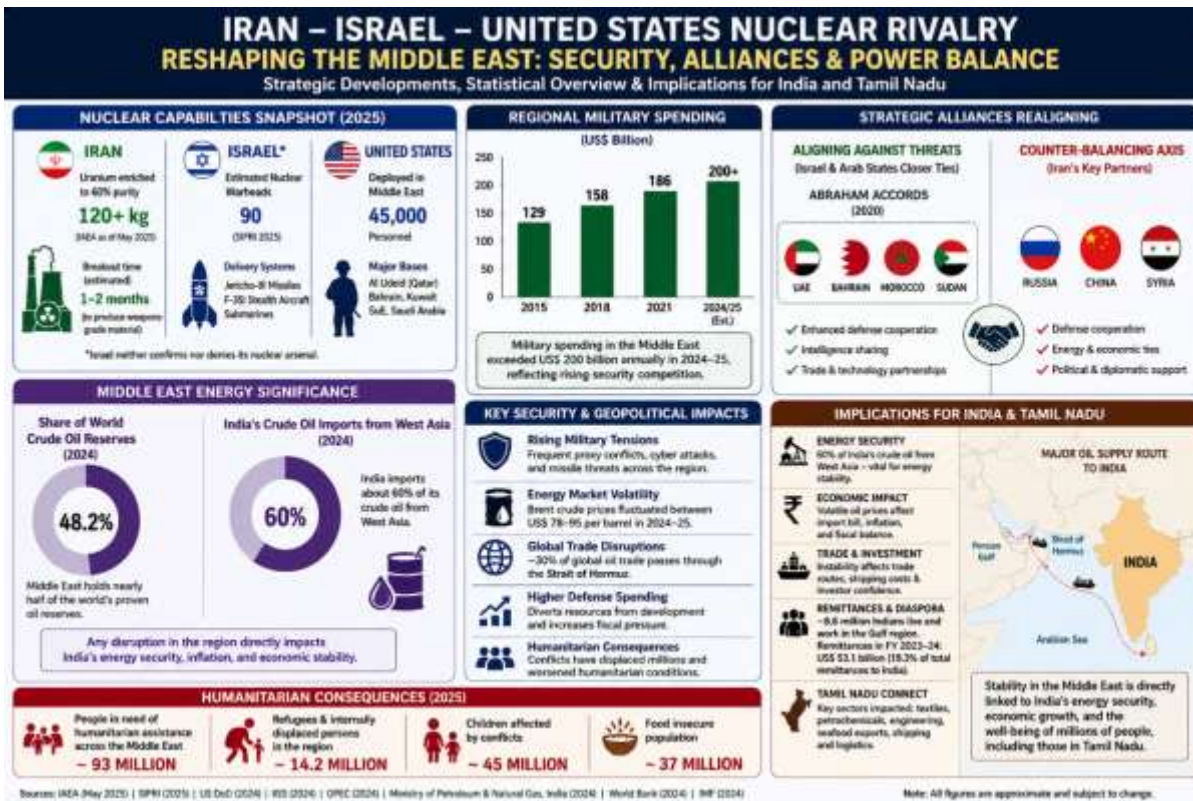 IRAN – ISRAEL – UNITED STATES NUCLEAR RIVALRY
RESHAPING THE MIDDLE EAST: SECURITY, ALLIANCES & POWER BALANCE
Strategic Developments, Statistical Overview & Implications for India and Tamil Nadu
NUCLEAR CAPABILTIES SNAPSHOT (2025)
IRAN
Uranium enriched
to 60% purity
120+ kg
(IAEA as of May 2025)
Breakout time
(estimated)
1–2 months
(to produce weapons-
grade material)
ISRAEL*
Estimated Nuclear
Warheads
90
(SIPRI 2025)
Delivery Systems
Jericho-III Missiles
F-35I Stealth Aircraft
Submarines
UNITED STATES
Deployed in
Middle East
45,000
Personnel
Major Bases
Al Udeid (Qatar)
Bahrain, Kuwait
Saudi Arabia
*Israel neither confirms nor denies its nuclear arsenal.
REGIONAL MILITARY SPENDING
(US$ Billion)
250
200
150
100
50
0
129
158
186
200+
2015
2018
2021
2024/25
(Est.)
Military spending in the Middle East
exceeded US$ 200 billion annually in 2024–25,
reflecting rising security competition.
STRATEGIC ALLIANCES REALIGNING
ALIGNING AGAINST THREATS
(Israel & Arab States Closer Ties)
ABRAHAM ACCORDS
(2020)
UAE
BAHRAIN
MOROCCO
SUDAN
✓ Enhanced defense cooperation
✓ Intelligence sharing
✓ Trade & technology partnerships
COUNTER-BALANCING AXIS
(Iran's Key Partners)
RUSSIA
CHINA
SYRIA
✓ Defense cooperation
✓ Energy & economic ties
✓ Political & diplomatic support
MIDDLE EAST ENERGY SIGNIFICANCE
Share of World
Crude Oil Reserves
(2024)
48.2%
Middle East holds nearly
half of the world's proven
oil reserves.
India's Crude Oil Imports from West Asia
(2024)
60%
India imports
about 60% of its
crude oil from
West Asia.
Any disruption in the region directly impacts
India's energy security, inflation, and economic stability.
KEY SECURITY & GEOPOLITICAL IMPACTS
Rising Military Tensions
Frequent proxy conflicts, cyber attacks,
and missile threats across the region.
Energy Market Volatility
Brent crude prices fluctuated between
US$ 78–95 per barrel in 2024–25.
Global Trade Disruptions
~30% of global oil trade passes through
the Strait of Hormuz.
Higher Defense Spending
Diverts resources from development
and increases fiscal pressure.
Humanitarian Consequences
Conflicts have displaced millions and
worsened humanitarian conditions.
IMPLICATIONS FOR INDIA & TAMIL NADU
ENERGY SECURITY
60% of India's crude oil from
West Asia – vital for energy
stability.
ECONOMIC IMPACT
Volatile oil prices affect
import bill, inflation,
and fiscal balance.
TRADE & INVESTMENT
Instability affects trade
routes, shipping costs &
investor confidence.
REMITTANCES & DIASPORA
million Indians live and
work in the Gulf region.
Remittances in FY 2023–24:
US$ 53.1 billion
remittances to India).
TAMIL NADU CONNECT
Key sectors impacted: textiles,
petrochemicals, engineering,
seafood exports, shipping
and logistics.
MAJOR OIL SUPPLY ROUTE
TO INDIA
Persian
Gulf
Strait of
Hormuz
INDIA
Arabian Sea
Stability in the Middle East is directly
linked to India's energy security,
economic growth, and the
well-being of millions of people,
including those in Tamil Nadu.
HUMANITARIAN CONSEQUENCES (2025)
People in need of
humanitarian assistance
across the Middle East
~ 93 MILLION
Refugees & internally
displaced persons
in the region
~ 14.2 MILLION
Children affected
by conflicts
~ 45 MILLION
Food insecure
population
~ 37 MILLION
Sources: IAEA (May 2025) | SIPRI (2025) | US DoD (2024) | IISS (2024) | OPEC (2024) | Ministry of Petroleum & Natural Gas, India (2024) | World Bank (2024) | IMF (2024)
Note: All figures are approximate and subject to change.